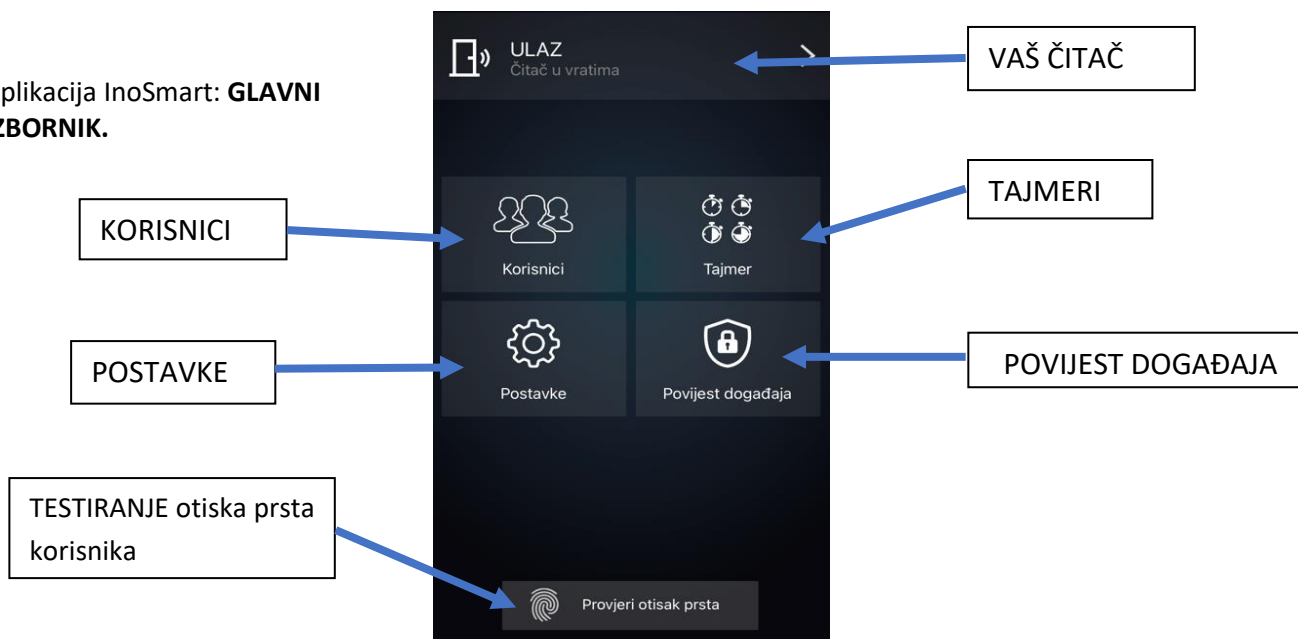 ULAZ
Čitač u vratima
VAŠ ČITAČ
plikacija InoSmart: GLAVNI
ZBORNIK.
TAJMERI
KORISNICI
Korisnici
Tajmer
POSTAVKE
Postavke
Povijest događaja
POVIJEST DOGAĐAJA
TESTIRANJE otiska prsta
korisnika
Provjeri otisak prsta